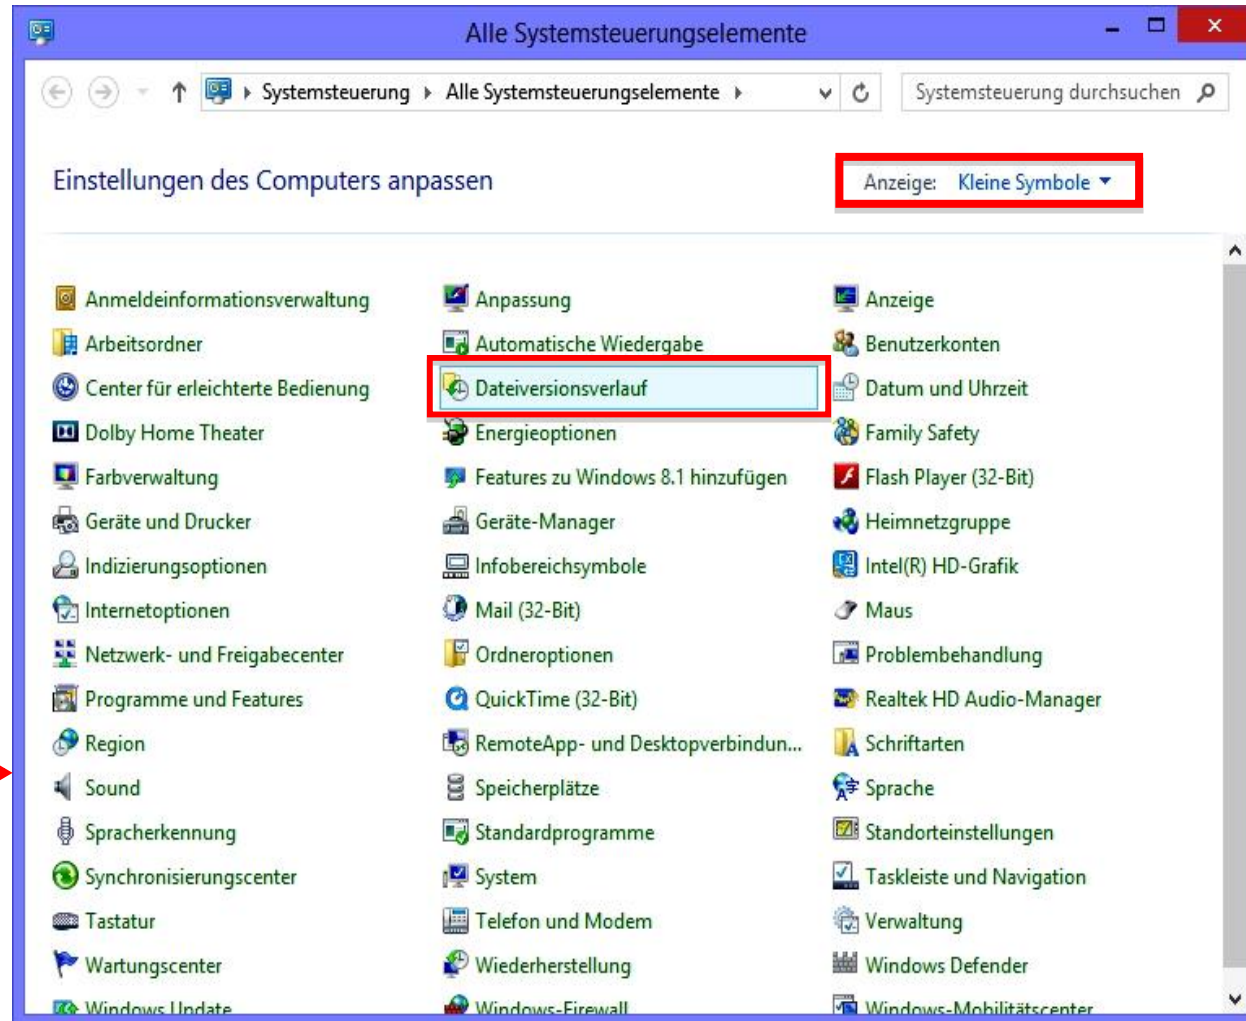 Alle Systemsteuerungselemente
Systemsteuerung Alle Systemsteuerungselemente Systemsteuerung durchsuchen
Einstellungen des Computers anpassen Anzeige: Kleine Symbole
Anmeldeinformationsverwaltung Anpassung Anzeige
Arbeitsordner Automatische Wiedergabe Benutzerkonten
Center für erleichterte Bedienung Dateiversionsverlauf Datum und Uhrzeit
Dolby Home Theater Energieoptionen Family Safety
Farbverwaltung Features zu Windows 8.1 hinzufügen Flash Player (32-Bit)
Geräte und Drucker Geräte-Manager Heimnetzgruppe
Indizierungsoptionen Infobereichsymbole Intel(R) HD-Grafik
Internetoptionen Mail (32-Bit) Maus
Netzwerk- und Freigabecenter Ordneroptionen Problembehandlung
Programme und Features QuickTime (32-Bit) Realtek HD Audio-Manager
Region RemoteApp- und Desktopverbindun... Schriftarten
Sound Speicherplätze Sprache
Spracherkennung Standardprogramme Standorteinstellungen
Synchronisierungscenter System Taskleiste und Navigation
Tastatur Telefon und Modem Verwaltung
Wartungscenter Wiederherstellung Windows Defender
Windows Update Windows-Firewall Windows-Mobilitätscenter